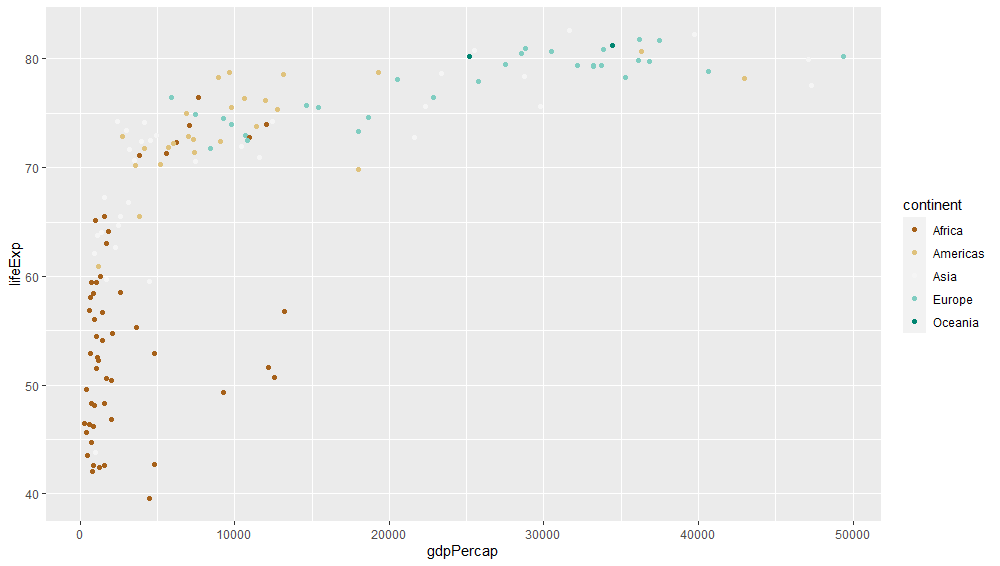 80
70
60
50
40
lifeExp
0
10000
20000
30000
40000
50000
gdpPercap
continent
Africa
Americas
Asia
Europe
Oceania